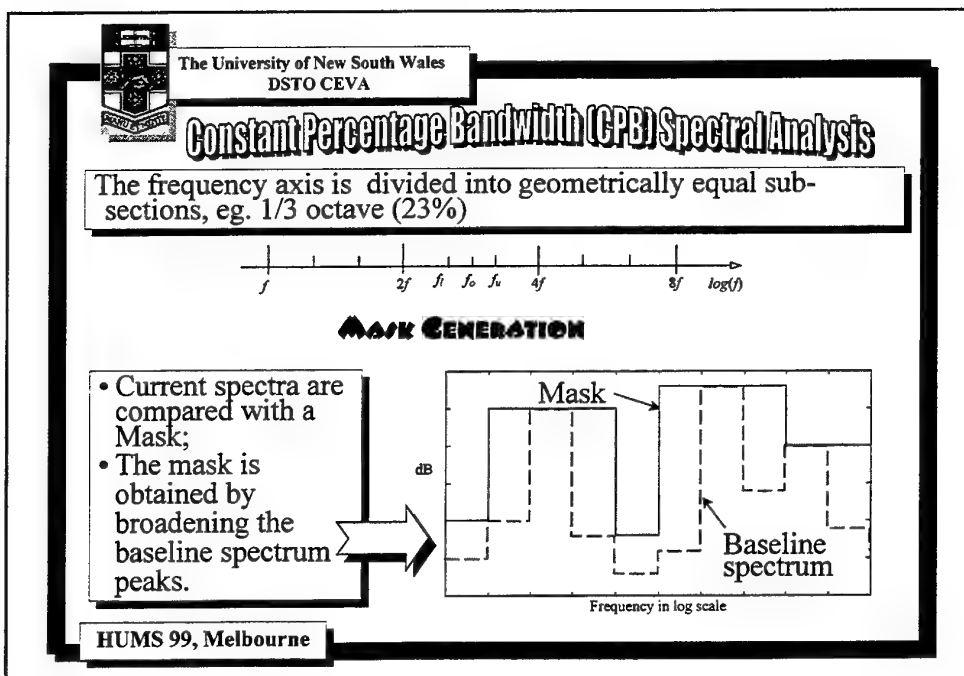 The University of New South Wales
DSTO CEVA
Constant Percentage Bandwidth (CPB) Spectral Analysis
The frequency axis is divided into geometrically equal sub-
sections, eg. 1/3 octave (23%)
f 2f fl fo fu 4f 8f log(f)
MASK GENERATION
• Current spectra are
compared with a
Mask;
• The mask is
obtained by
broadening the
baseline spectrum
peaks.
Mask
dB
Baseline
spectrum
Frequency in log scale
HUMS 99, Melbourne